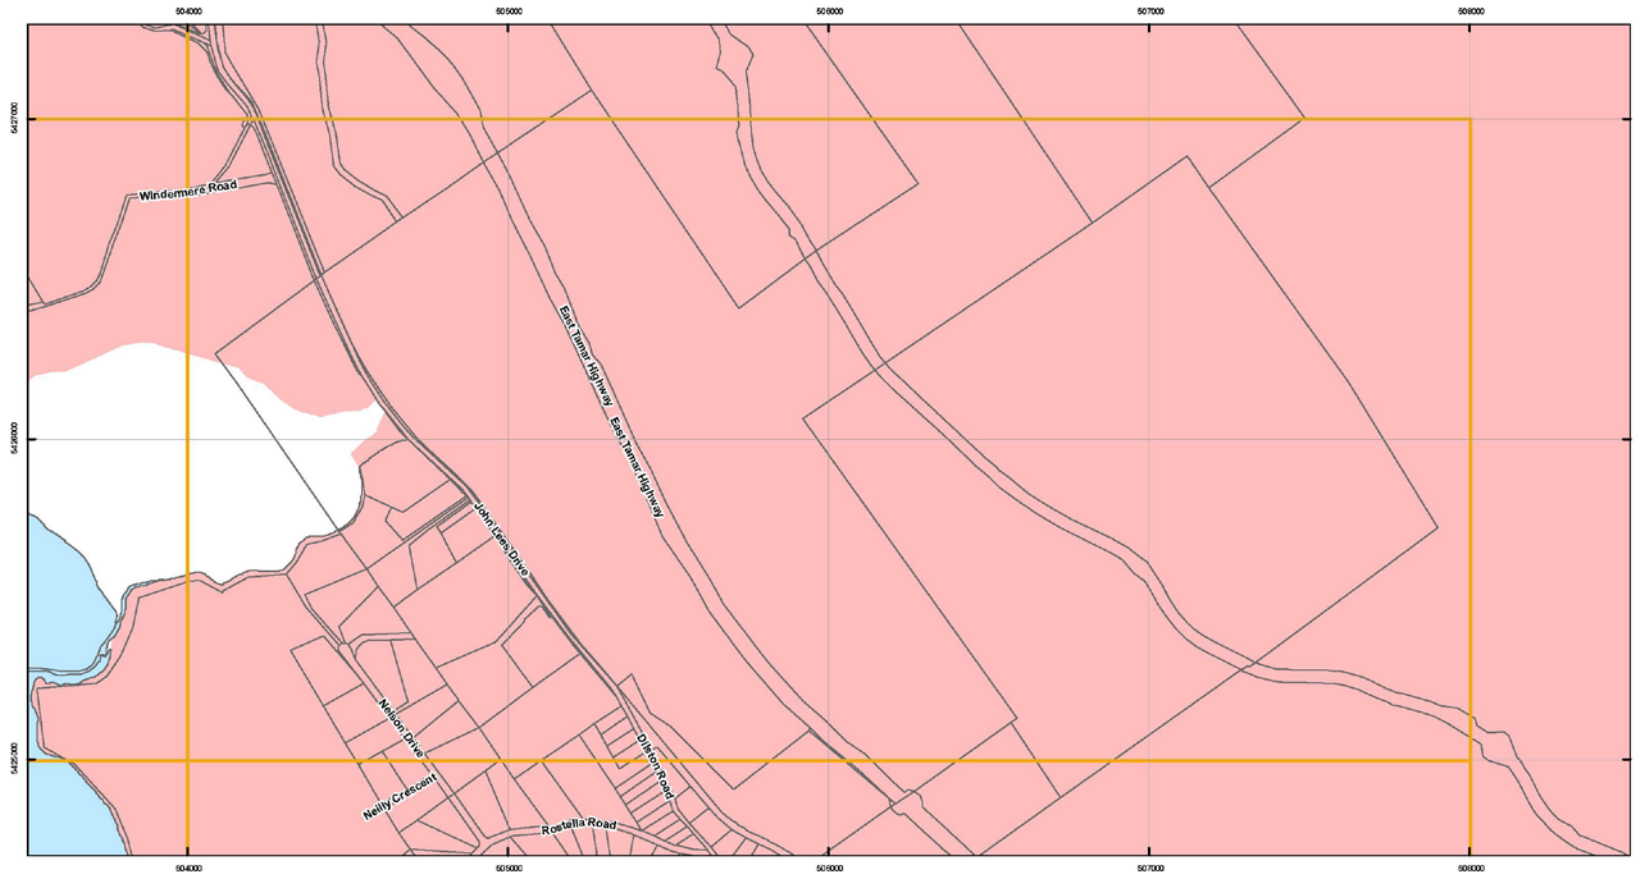 504000 505000 506000 507000 508000
5427000
Windermere Road
East Tamar Highway
5426000
East Tamar Highway
John Lees Drive
Nelson Drive
Dilston Road
5425000
Neilly Crescent
Rostella Road
504000 505000 506000 507000 508000